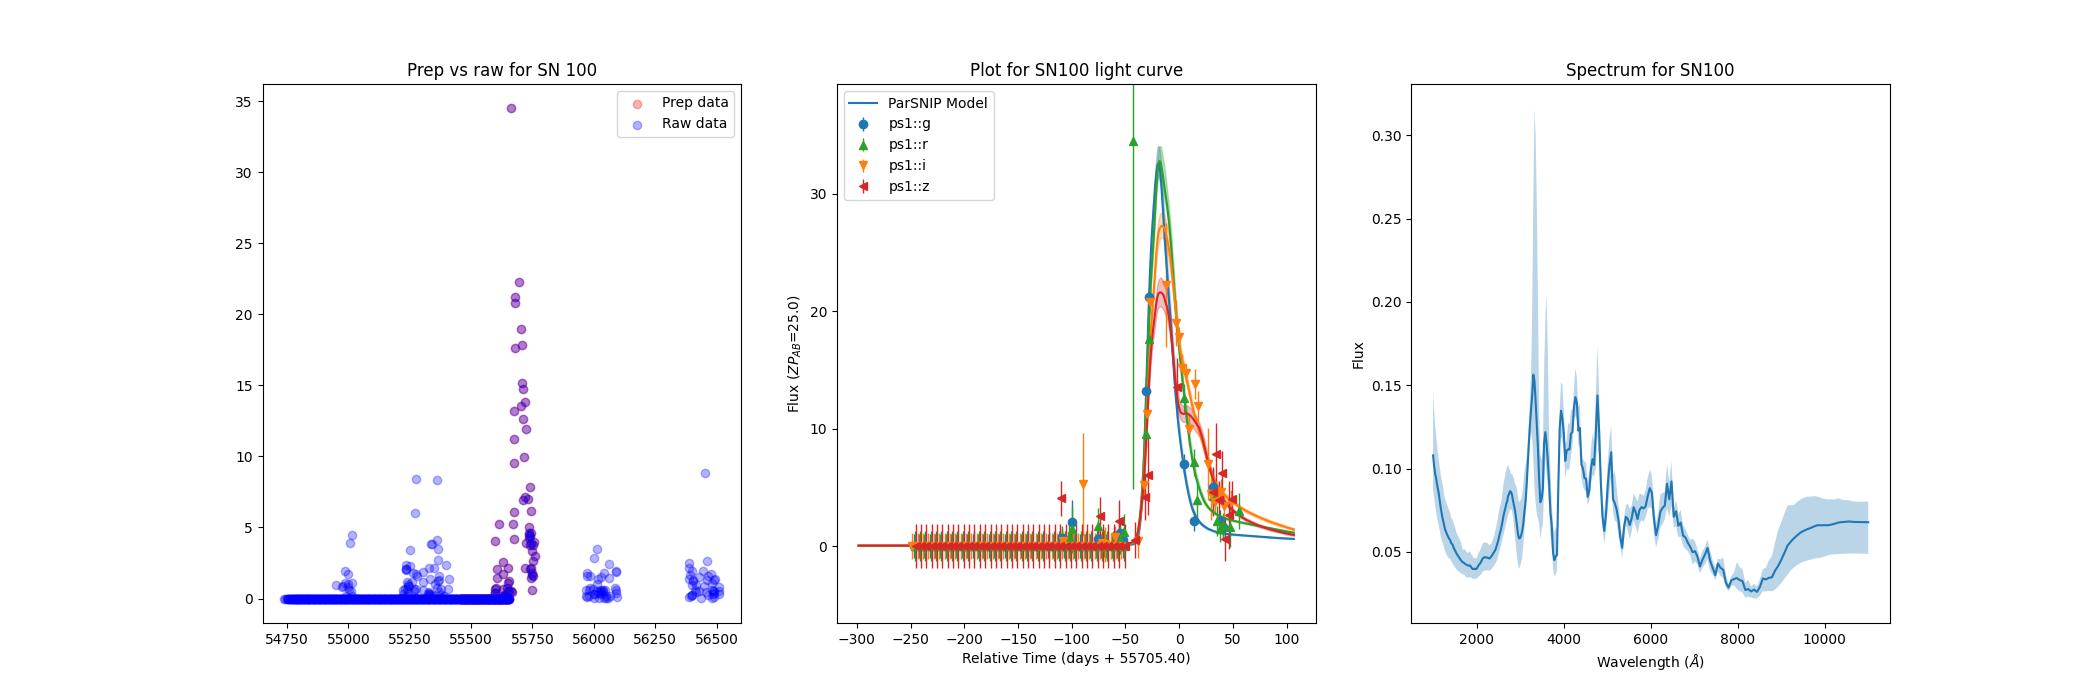 Prep vs raw for SN 100
35
30
25
20
15
10
5
0
54750 55000 55250 55500 55750 56000 56250 56500
Prep data
Raw data
Plot for SN100 light curve
Flux (ZP_AB=25.0)
30
20
10
0
−300 −250 −200 −150 −100 −50 0 50 100
Relative Time (days + 55705.40)
ParSNIP Model
ps1::g
ps1::r
ps1::i
ps1::z
Spectrum for SN100
Flux
0.30
0.25
0.20
0.15
0.10
0.05
2000 4000 6000 8000 10000
Wavelength (Å)